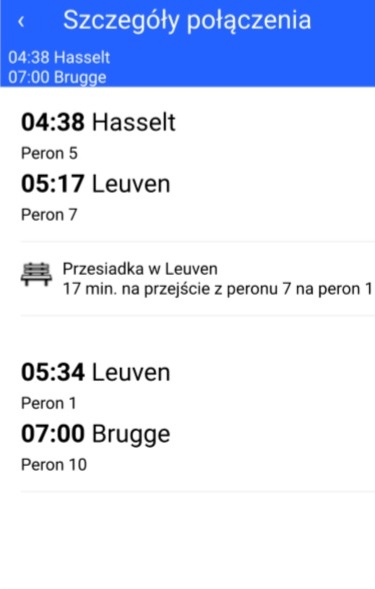 ‹ Szczegóły połączenia
04:38 Hasselt
07:00 Brugge
04:38 Hasselt
Peron 5
05:17 Leuven
Peron 7
Przesiadka w Leuven
17 min. na przejście z peronu 7 na peron 1
05:34 Leuven
Peron 1
07:00 Brugge
Peron 10